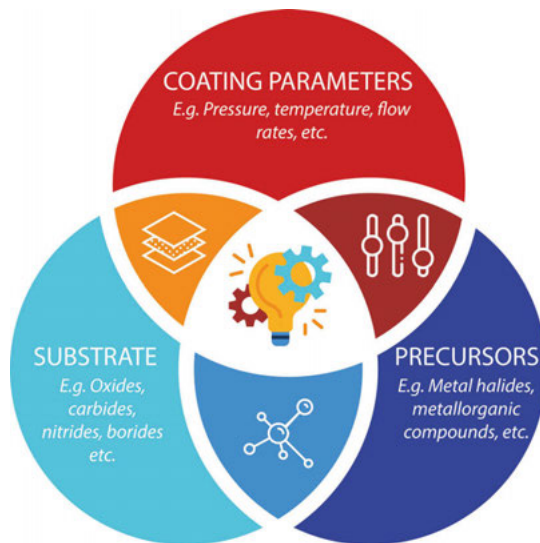 COATING PARAMETERS
E.g. Pressure, temperature, flow
rates, etc.
SUBSTRATE
E.g. Oxides,
carbides,
nitrides, borides
etc.
PRECURSORS
E.g. Metal halides,
metallorganic
compounds, etc.